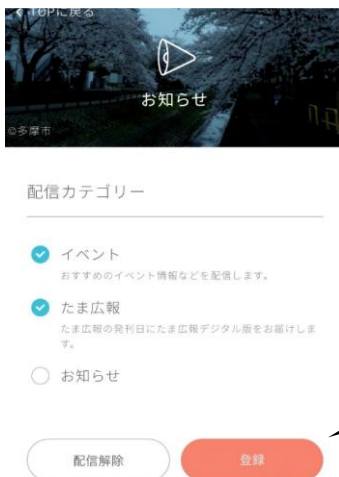 TOPに戻る
お知らせ
©多摩市
配信カテゴリー
イベント
おすすめのイベント情報などを配信します。
たま広報
たま広報の発刊日にたま広報デジタル版をお届けしま
す。
お知らせ
配信解除
登録